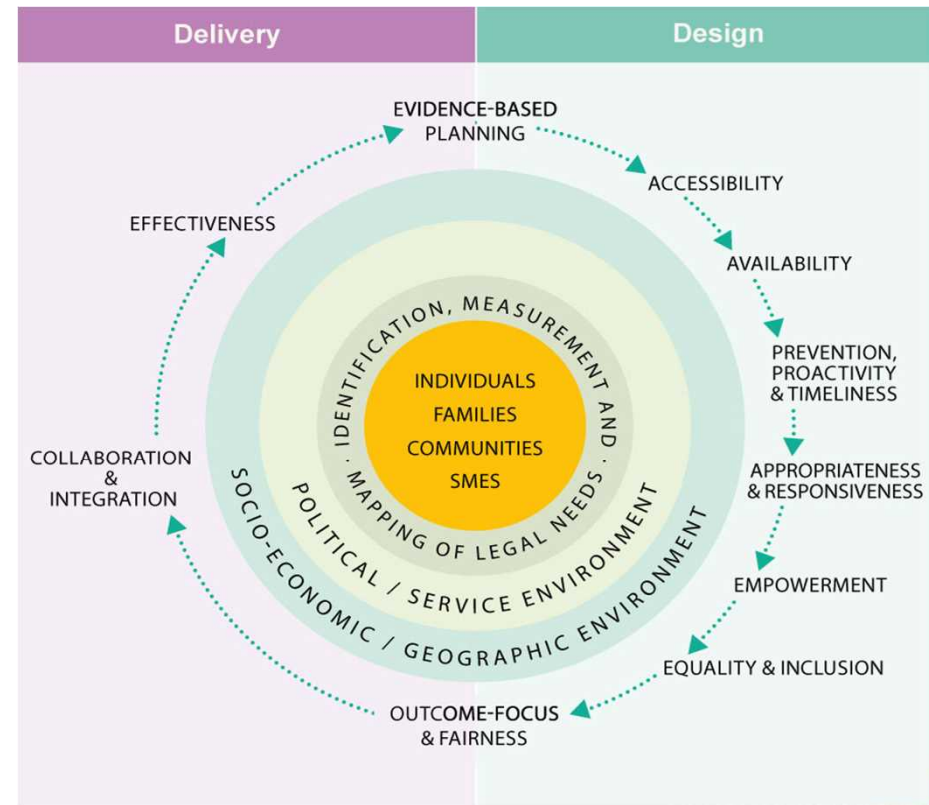 Delivery
Design
EVIDENCE-BASED
PLANNING
ACCESSIBILITY
AVAILABILITY
PREVENTION,
PROACTIVITY
& TIMELINESS
APPROPRIATENESS
& RESPONSIVENESS
EMPOWERMENT
EQUALITY & INCLUSION
OUTCOME-FOCUS
& FAIRNESS
COLLABORATION
&
INTEGRATION
EFFECTIVENESS
· IDENTIFICATION, MEASUREMENT AND ·
MAPPING OF LEGAL NEEDS
INDIVIDUALS
FAMILIES
COMMUNITIES
SMES
POLITICAL / SERVICE ENVIRONMENT
SOCIO-ECONOMIC / GEOGRAPHIC ENVIRONMENT